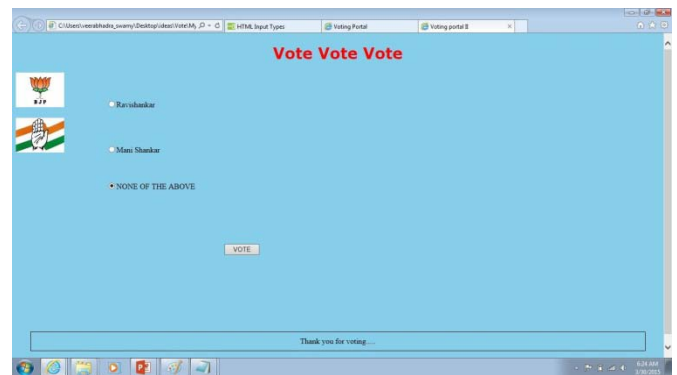 C:\Users\veerabhadra_swamy\Desktop\ideas\Vote\My
HTML Input Types
Voting Portal
Voting portal 8
Vote Vote Vote
BJP
Ravishankar
Mani Shankar
NONE OF THE ABOVE
VOTE
Thank you for voting....
6:24 AM